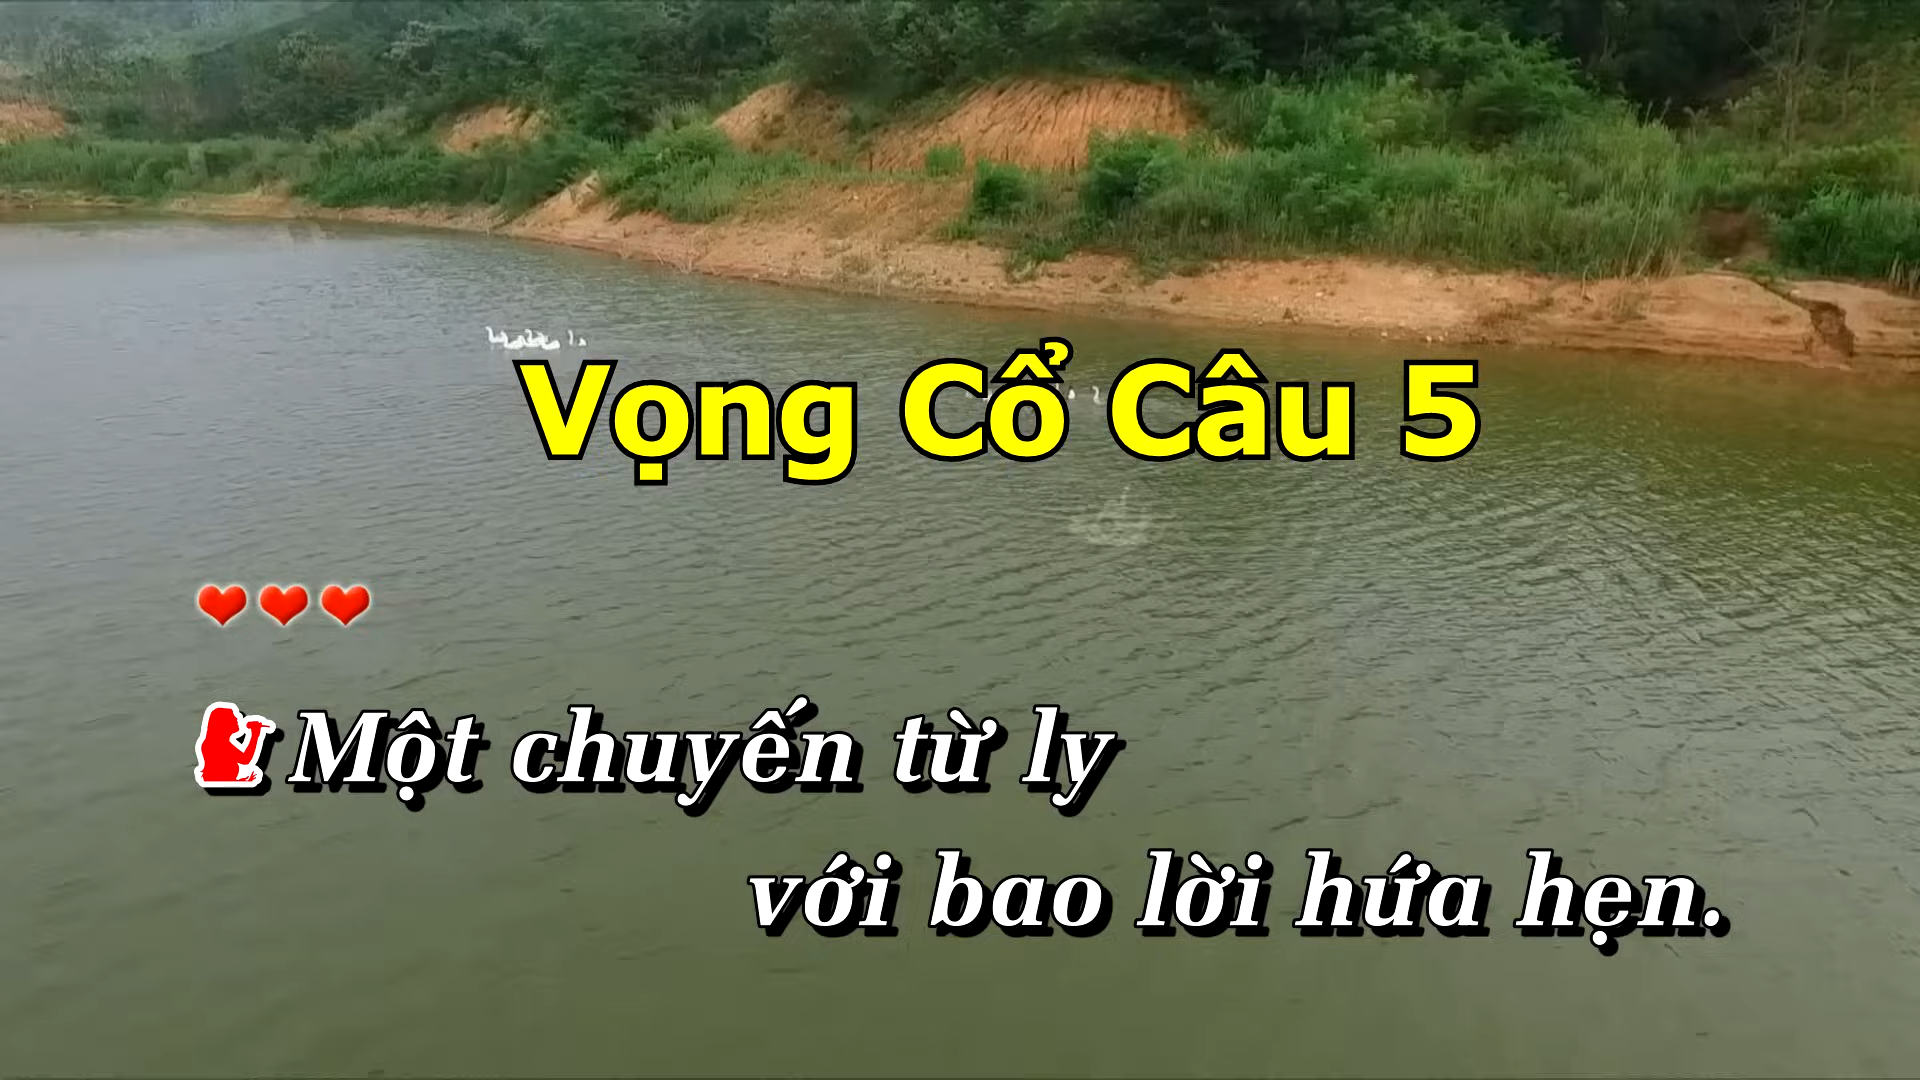 Vọng Cổ Câu 5
Một chuyến từ ly
với bao lời hứa hẹn.